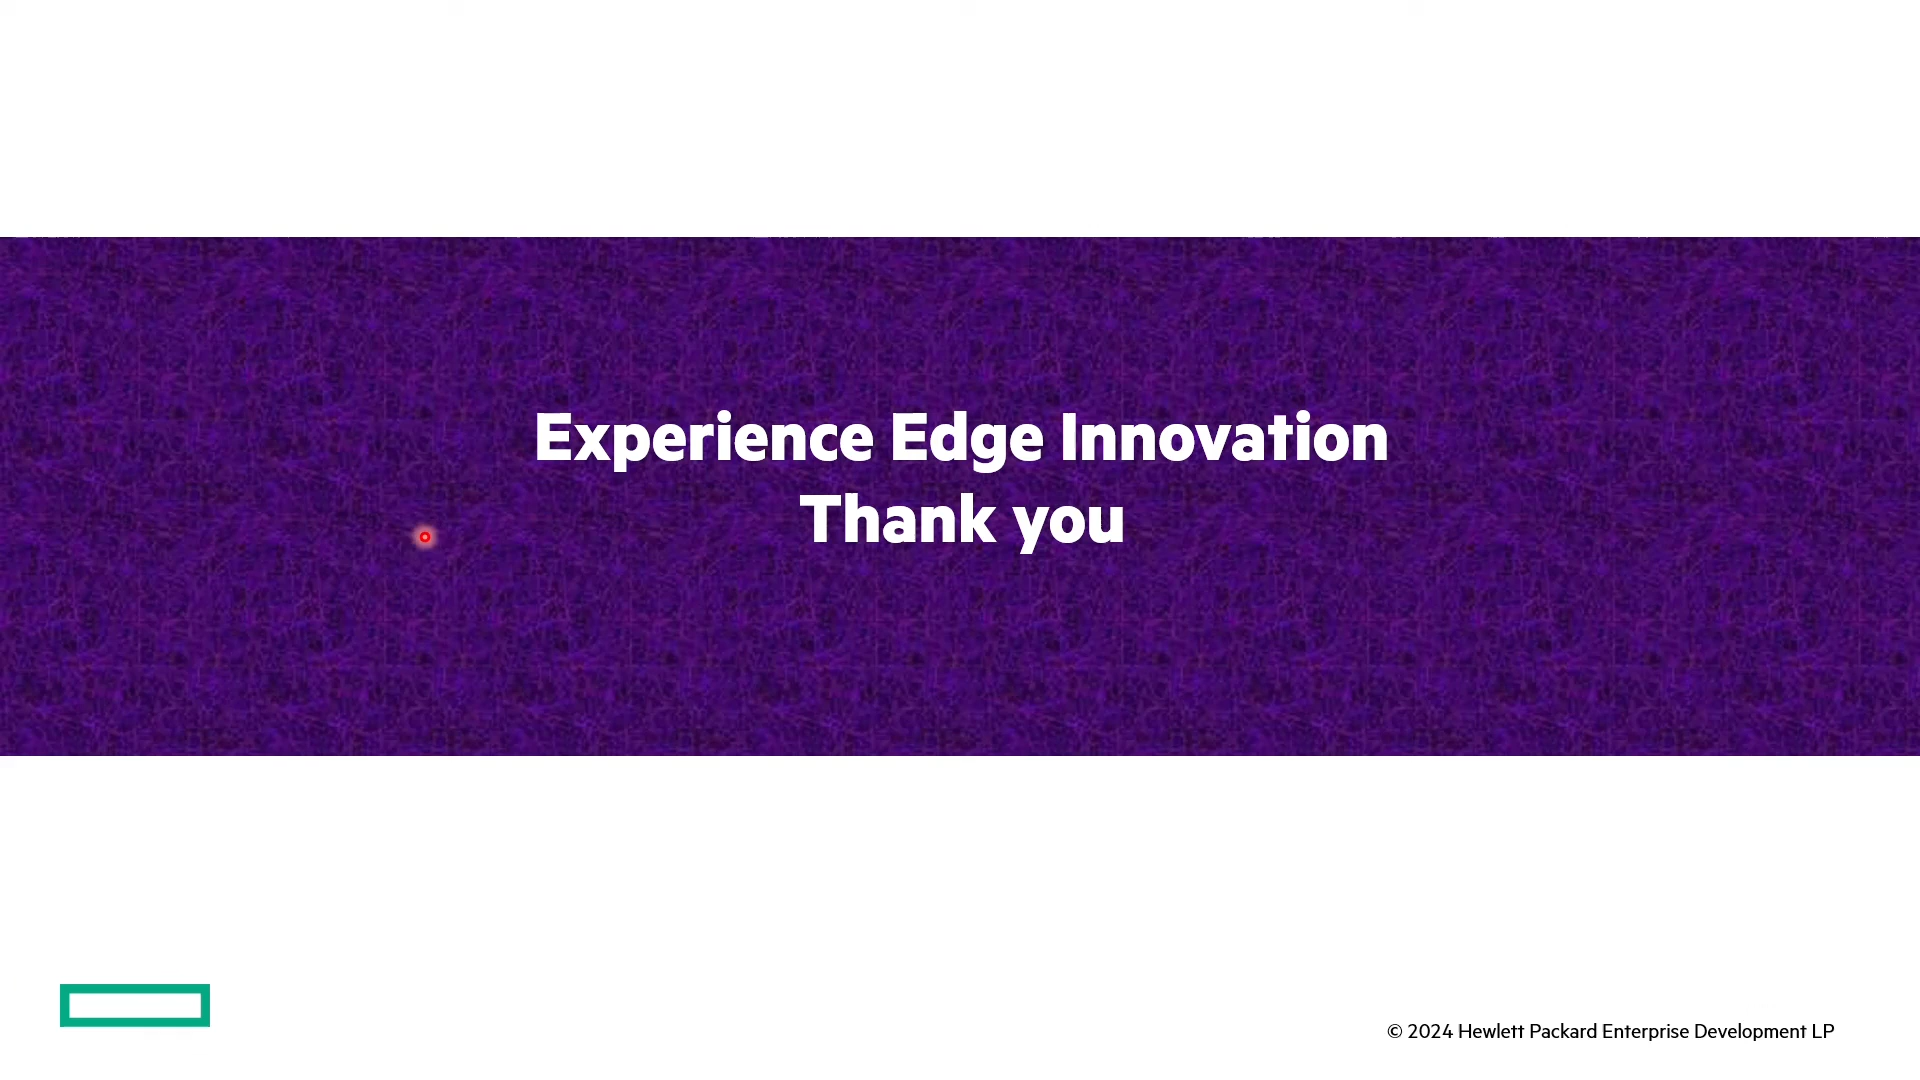 Experience Edge Innovation
Thank you
© 2024 Hewlett Packard Enterprise Development LP